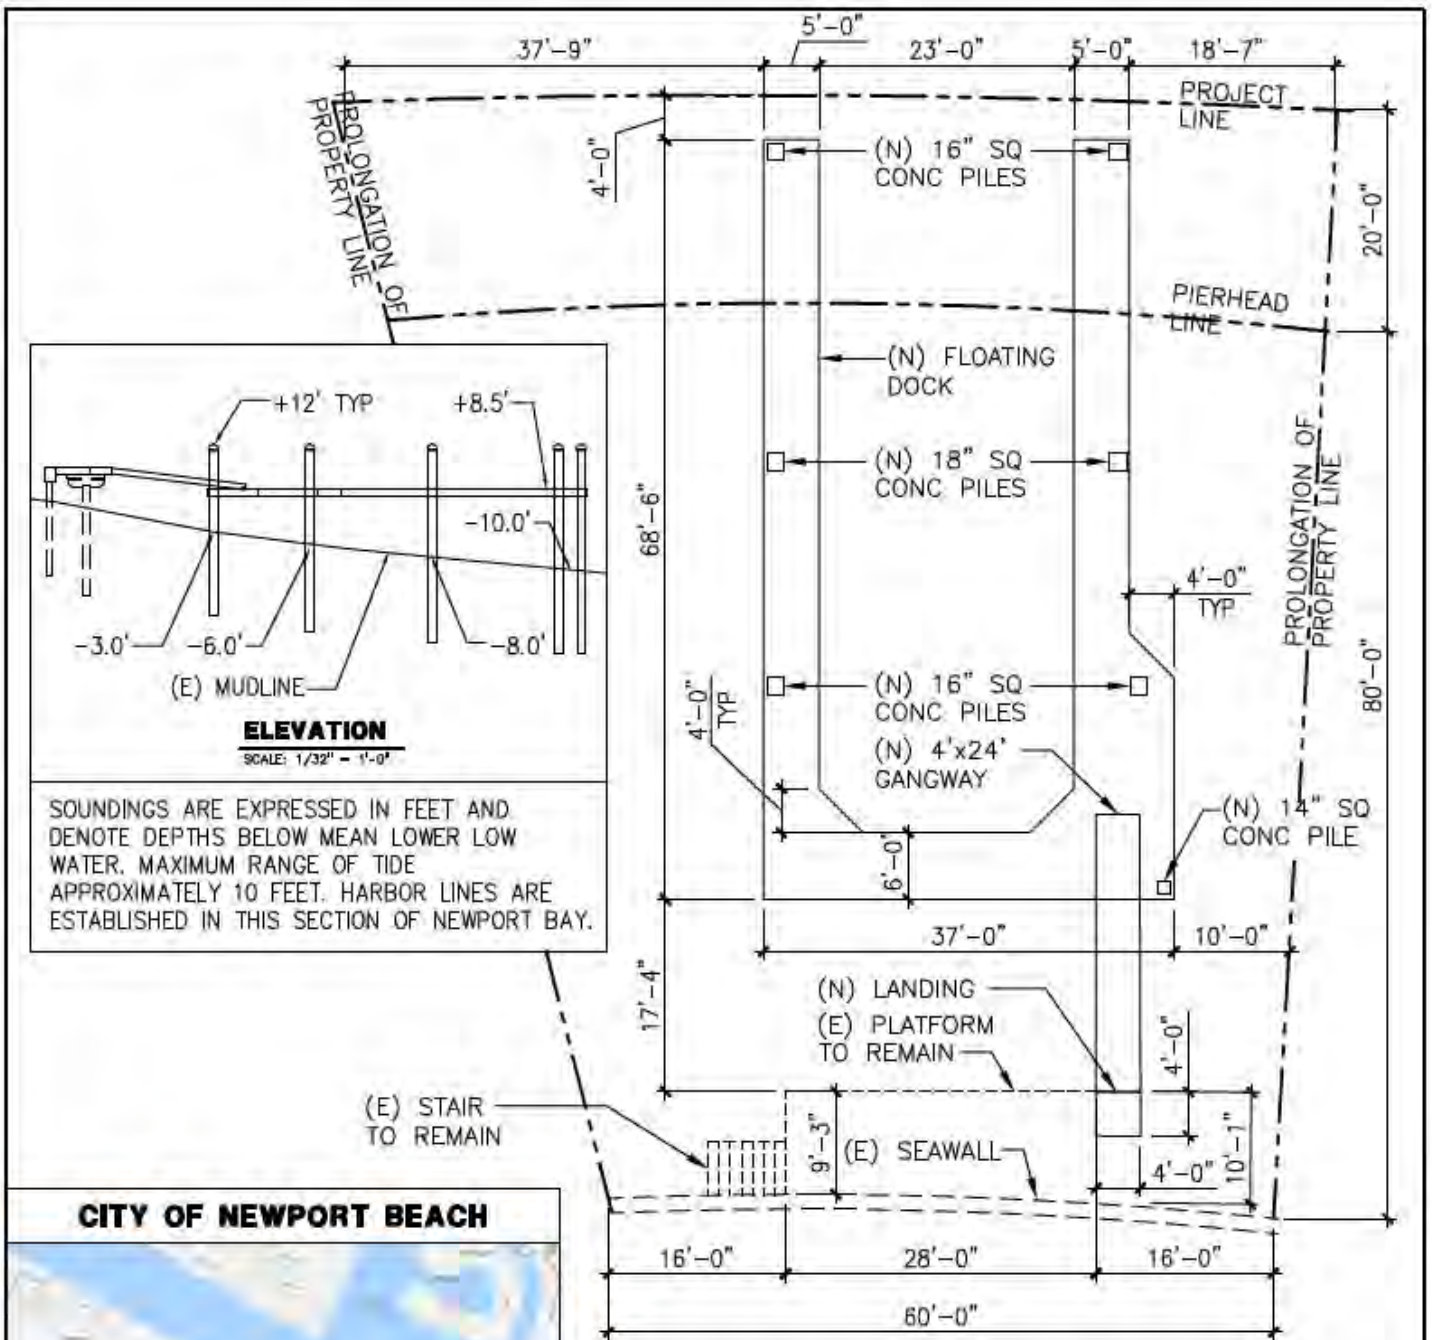 37'-9"
5'-0"
23'-0"
5'-0"
18'-7"
PROJECT
LINE
PROLONGATION OF
PROPERTY LINE
4'-0"
(N) 16" SQ
CONC PILES
20'-0"
PIERHEAD
LINE
(N) FLOATING
DOCK
+12' TYP
+8.5'
-10.0'
-3.0'
-6.0'
-8.0'
(E) MUDLINE
ELEVATION
SCALE: 1/32" = 1'-0"
68'-6"
(N) 18" SQ
CONC PILES
PROLONGATION OF
PROPERTY LINE
4'-0"
TYP
80'-0"
4'-0"
TYP
(N) 16" SQ
CONC PILES
(N) 4'x24'
GANGWAY
(N) 14" SQ
CONC PILE
SOUNDINGS ARE EXPRESSED IN FEET AND
DENOTE DEPTHS BELOW MEAN LOWER LOW
WATER. MAXIMUM RANGE OF TIDE
APPROXIMATELY 10 FEET. HARBOR LINES ARE
ESTABLISHED IN THIS SECTION OF NEWPORT BAY.
6'-0"
37'-0"
10'-0"
17'-4"
(N) LANDING
(E) PLATFORM
TO REMAIN
4'-0"
(E) STAIR
TO REMAIN
9'-3"
(E) SEAWALL
4'-0"
10'-1"
CITY OF NEWPORT BEACH
16'-0"
28'-0"
16'-0"
60'-0"